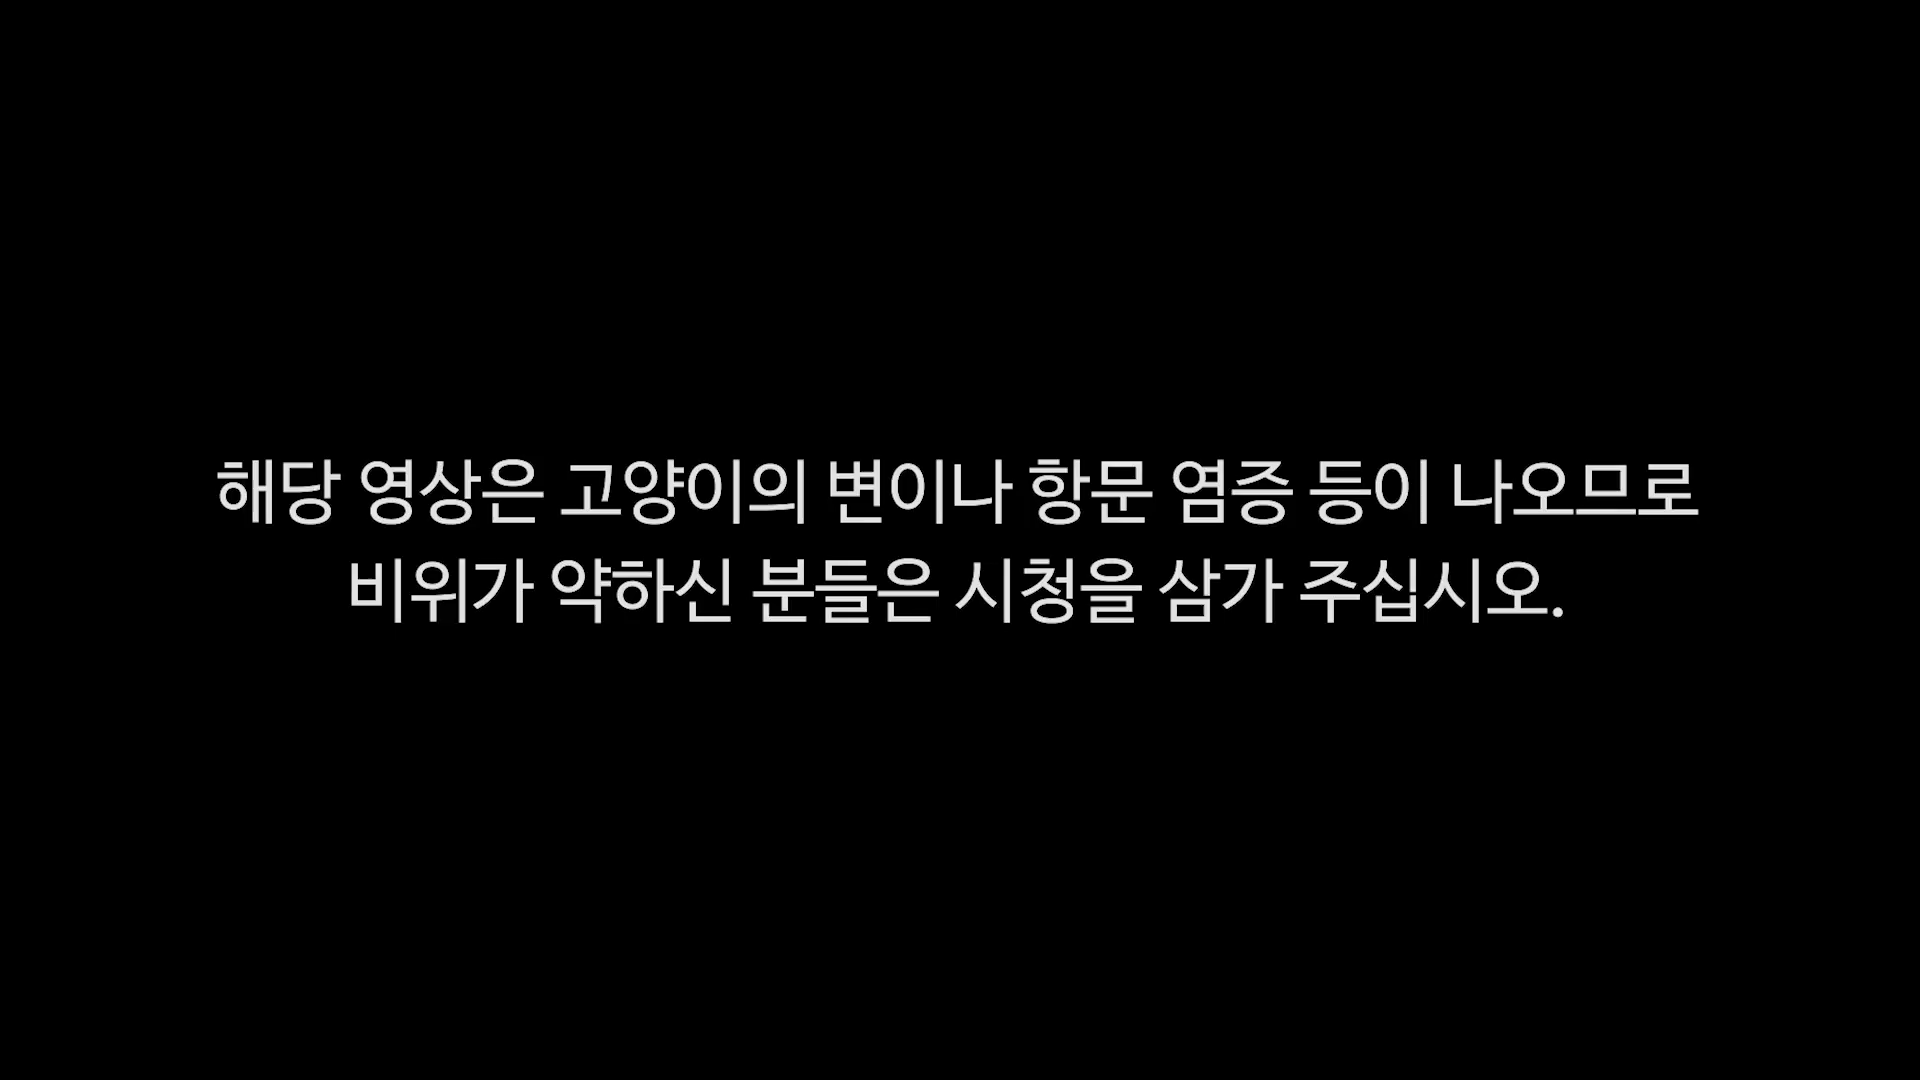 해당 영상은 고양이의 변이나 항문 염증 등이 나오므로
비위가 약하신 분들은 시청을 삼가 주십시오.